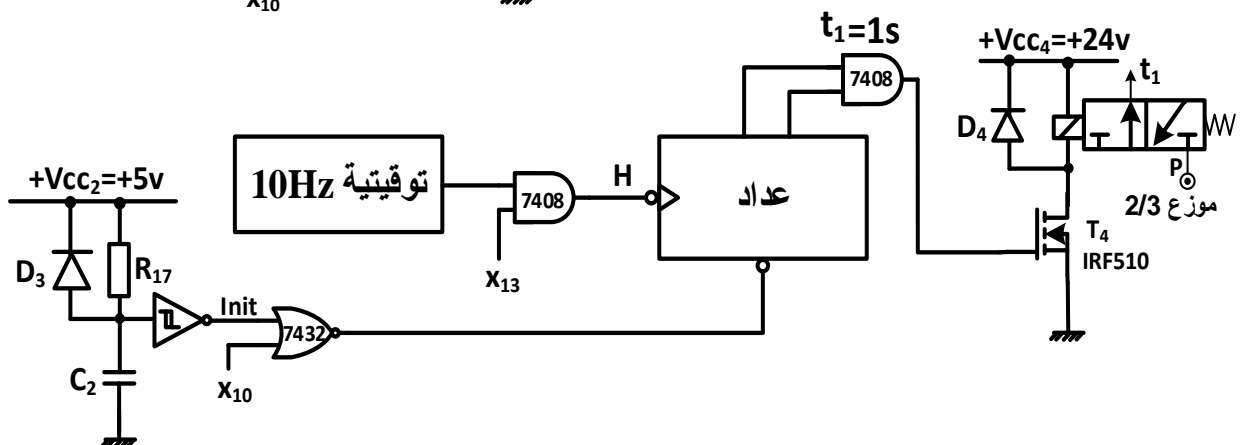 x10
t1=1s
+Vcc4=+24v
7408
t1
D4
توقيتية 10Hz
7408
H
عداد
P
موزع 2/3
+Vcc2=+5v
T4
IRF510
D3
R17
x13
Init
7432
C2
x10